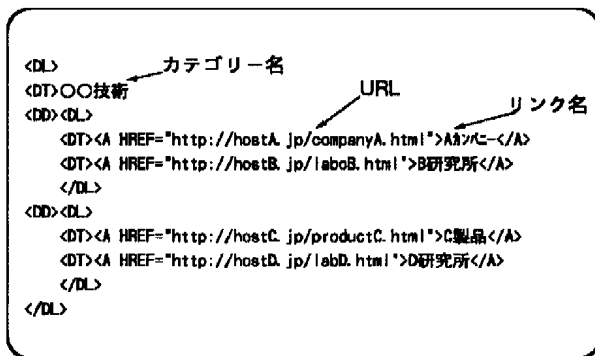 <DL>
カテゴリー名
<DT>○○技術
URL
リンク名
<DD><DL>
<DT><A HREF="http://hostA.jp/companyA.html">Aカンパニー</A>
<DT><A HREF="http://hostB.jp/laboB.html">B研究所</A>
</DL>
<DD><DL>
<DT><A HREF="http://hostC.jp/productC.html">C製品</A>
<DT><A HREF="http://hostD.jp/labD.html">D研究所</A>
</DL>
</DL>